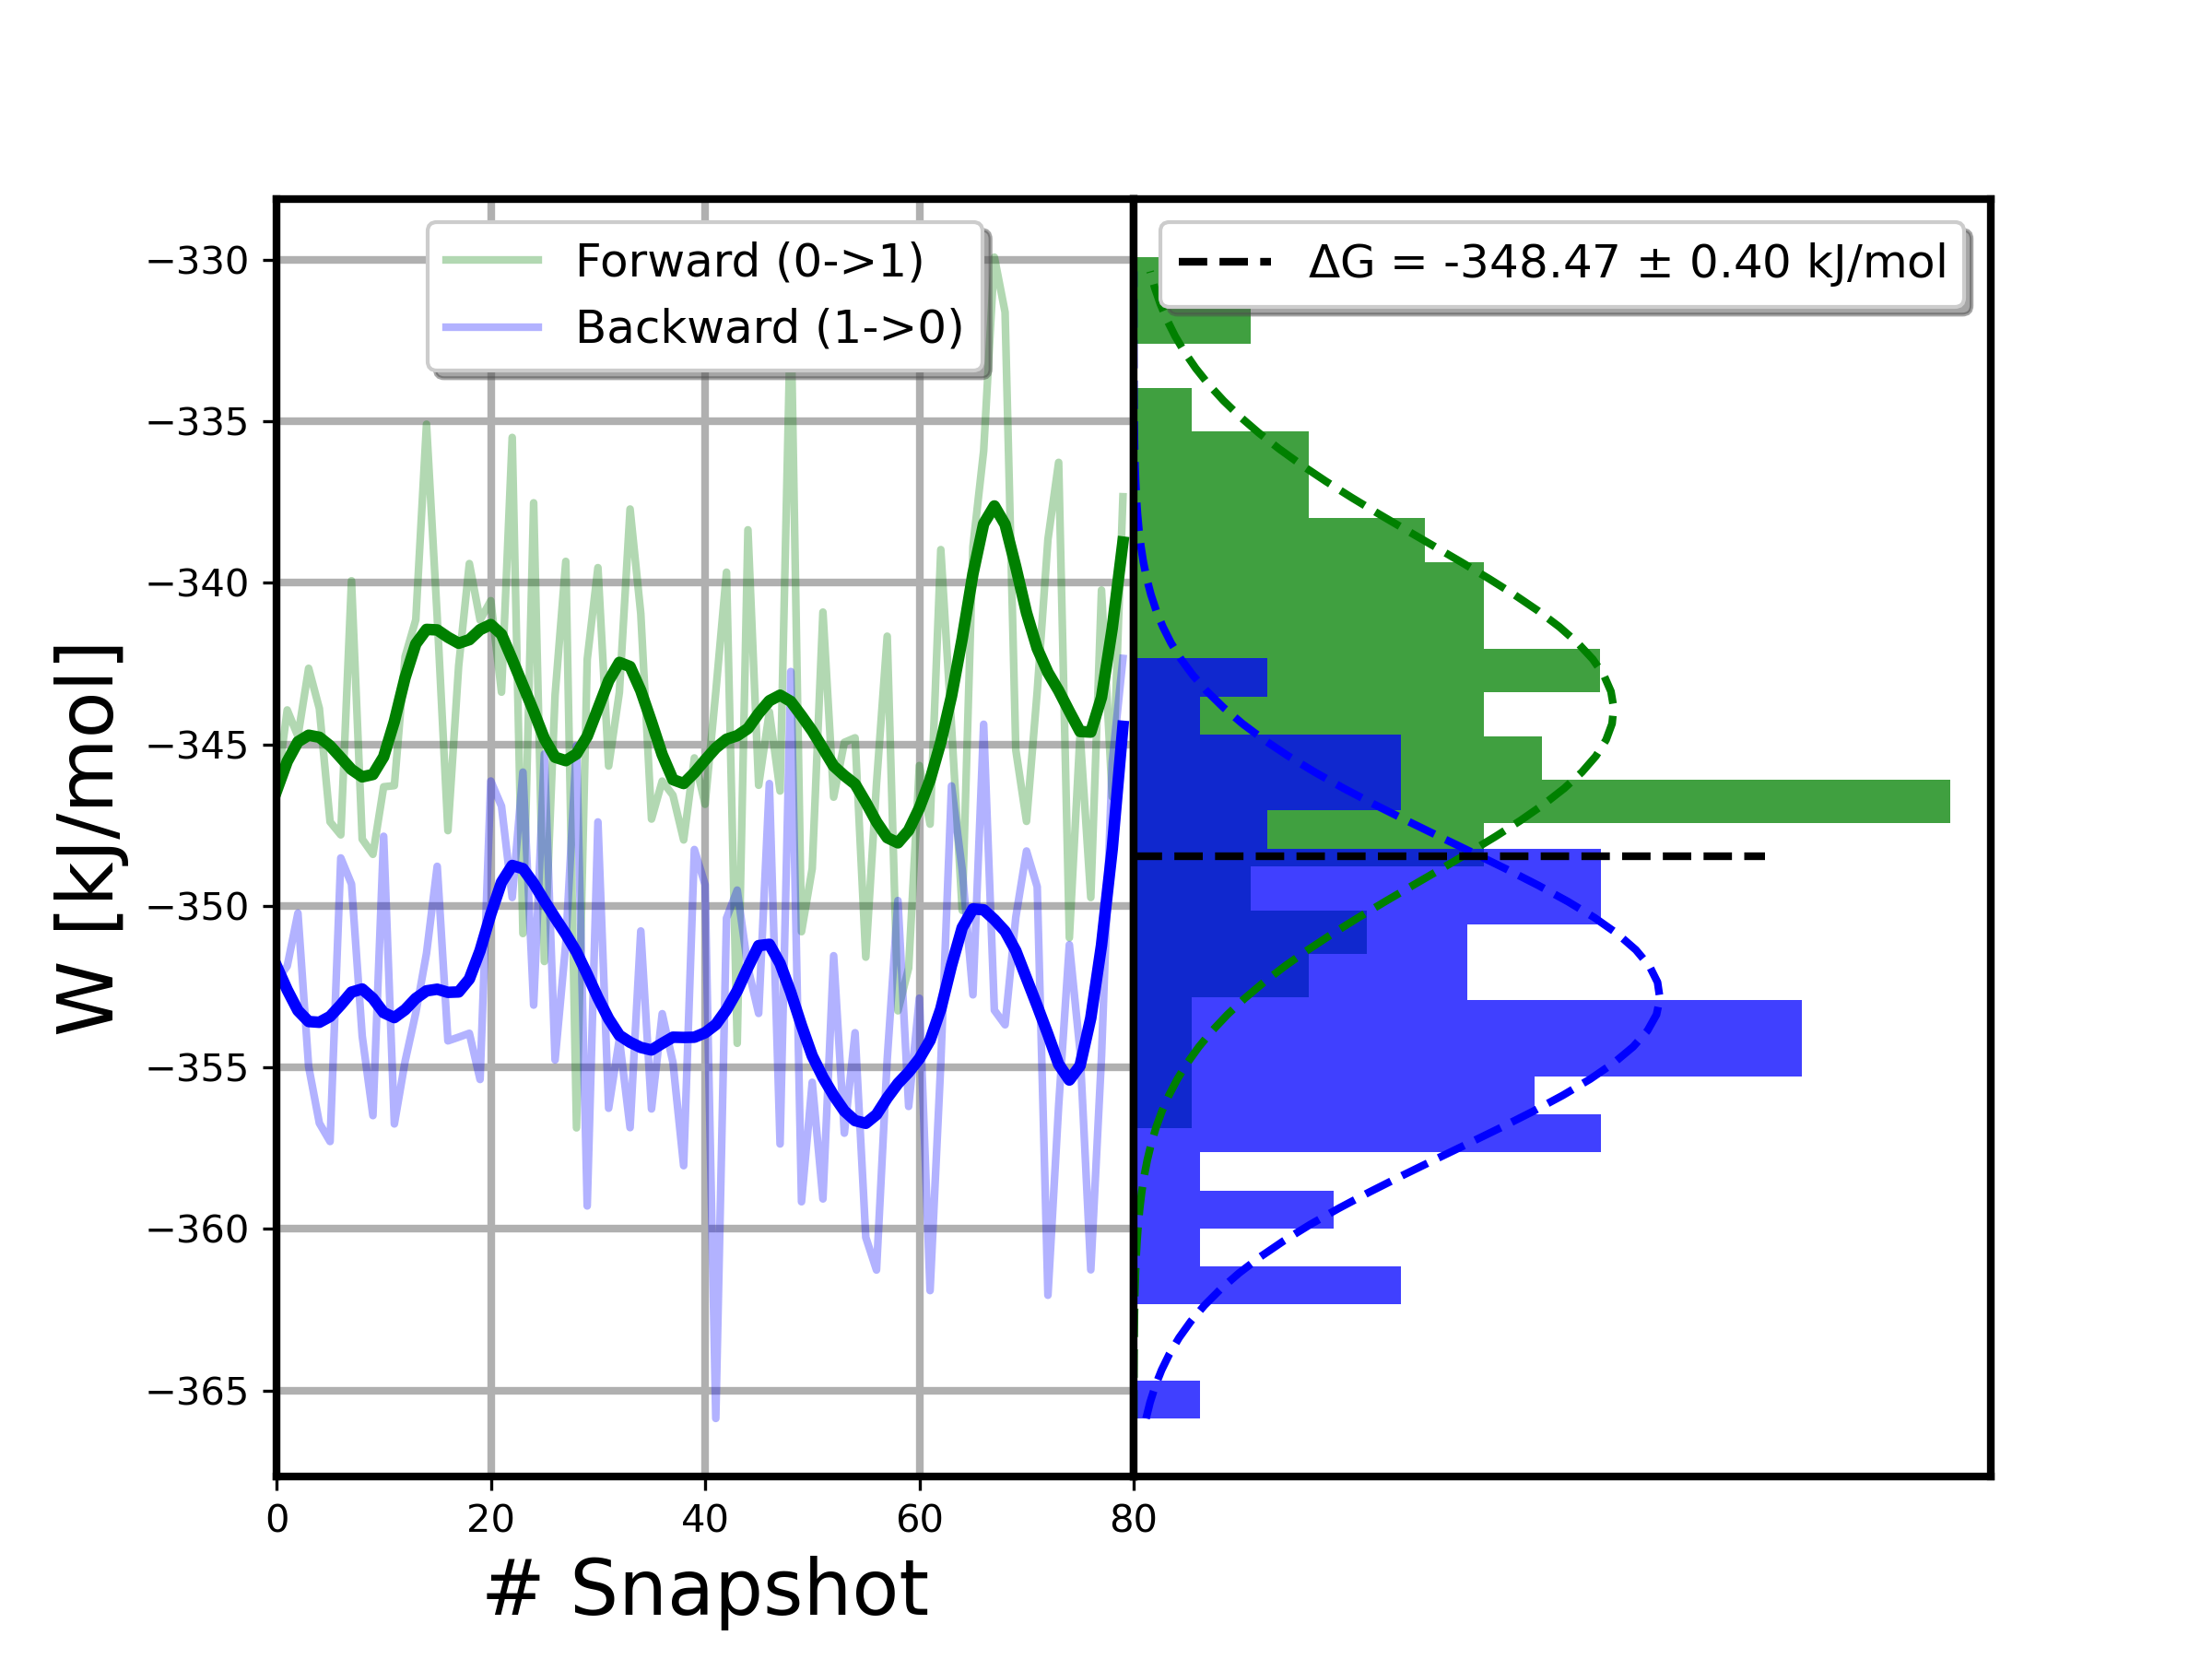 Forward (0->1)
Backward (1->0)
ΔG = -348.47 ± 0.40 kJ/mol
W [kJ/mol]
−330
−335
−340
−345
−350
−355
−360
−365
0 20 40 60 80
# Snapshot